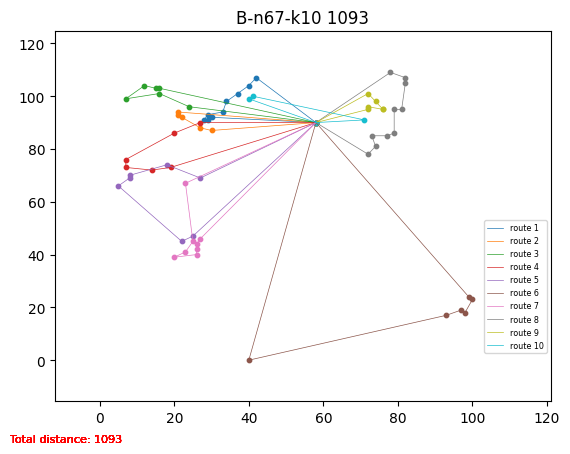 B-n67-k10 1093
120
100
80
60
40
20
0
0 20 40 60 80 100 120
route 1
route 2
route 3
route 4
route 5
route 6
route 7
route 8
route 9
route 10
Total distance: 1093